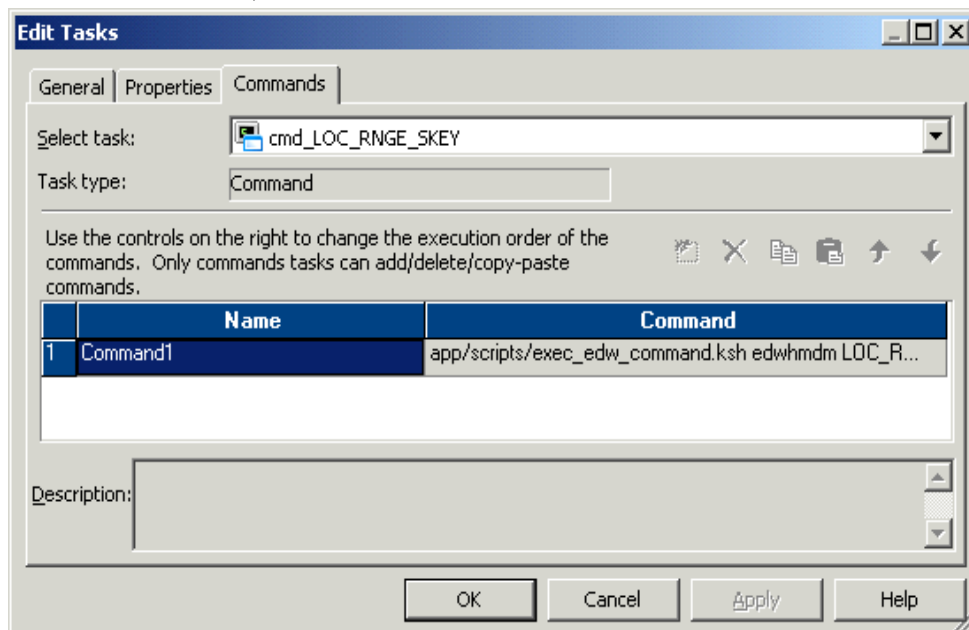 Edit Tasks
General Properties Commands
Select task: cmd_LOC_RNGE_SKEY
Task type: Command
Use the controls on the right to change the execution order of the
commands. Only commands tasks can add/delete/copy-paste
commands.
Name Command
1 Command1 app/scripts/exec_edw_command.ksh edwhmdm LOC_R...
Description:
OK Cancel Apply Help